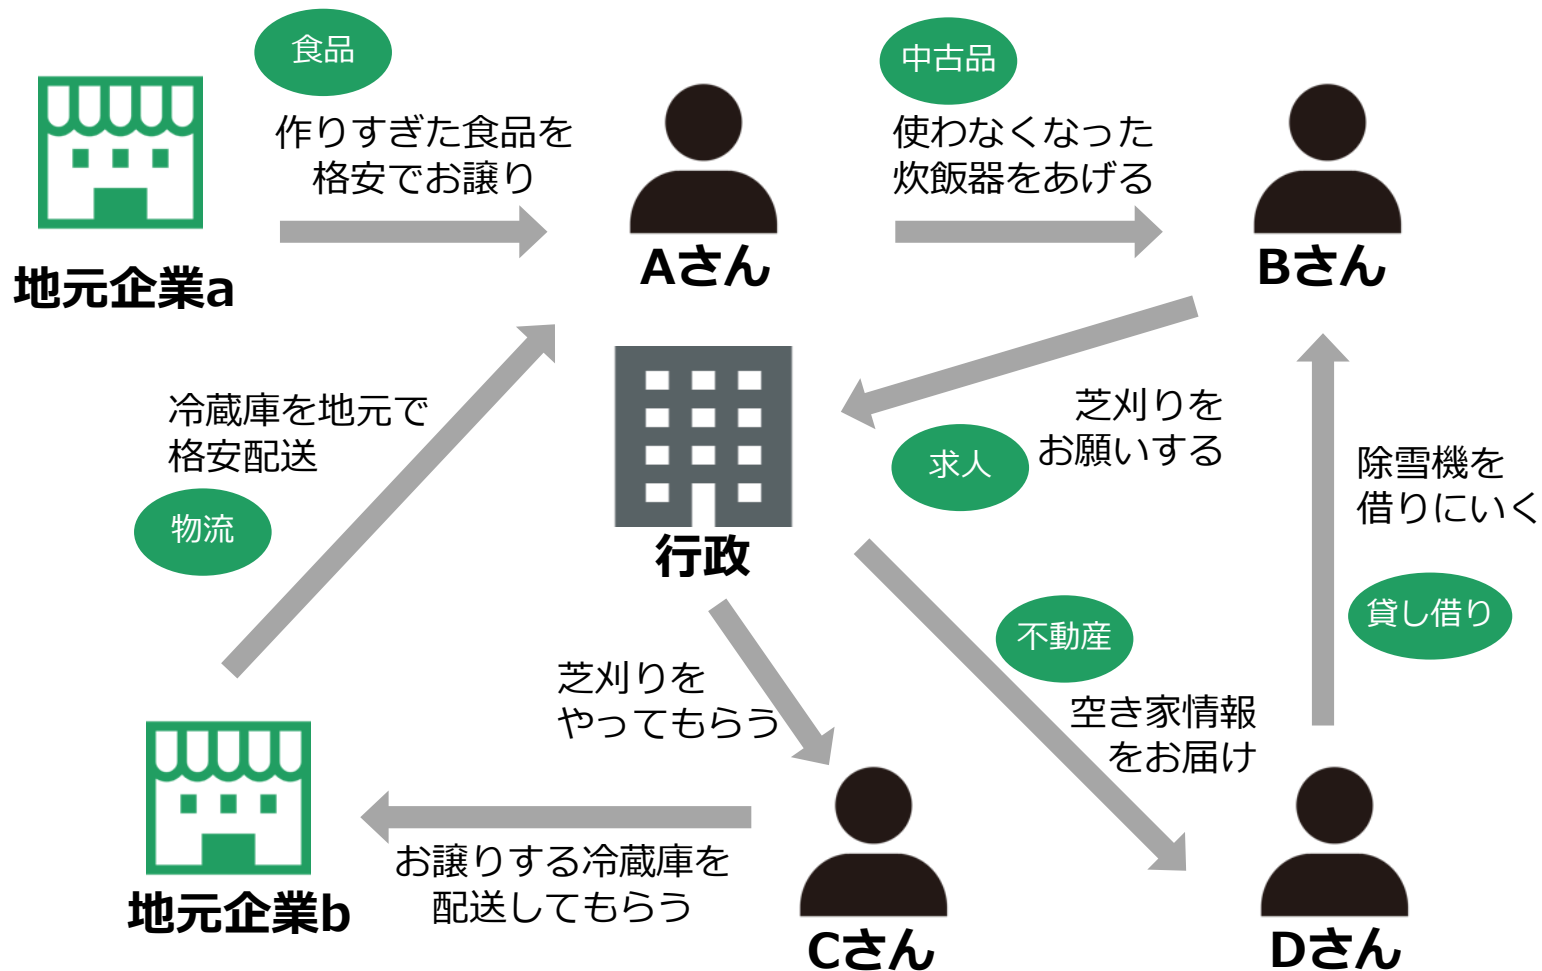 食品
中古品
作りすぎた食品を
格安でお譲り
使わなくなった
炊飯器をあげる
地元企業a
Aさん
Bさん
冷蔵庫を地元で
格安配送
物流
芝刈りを
お願いする
求人
除雪機を
借りにいく
行政
貸し借り
不動産
芝刈りを
やってもらう
空き家情報
をお届け
お譲りする冷蔵庫を
配送してもらう
地元企業b
Cさん
Dさん